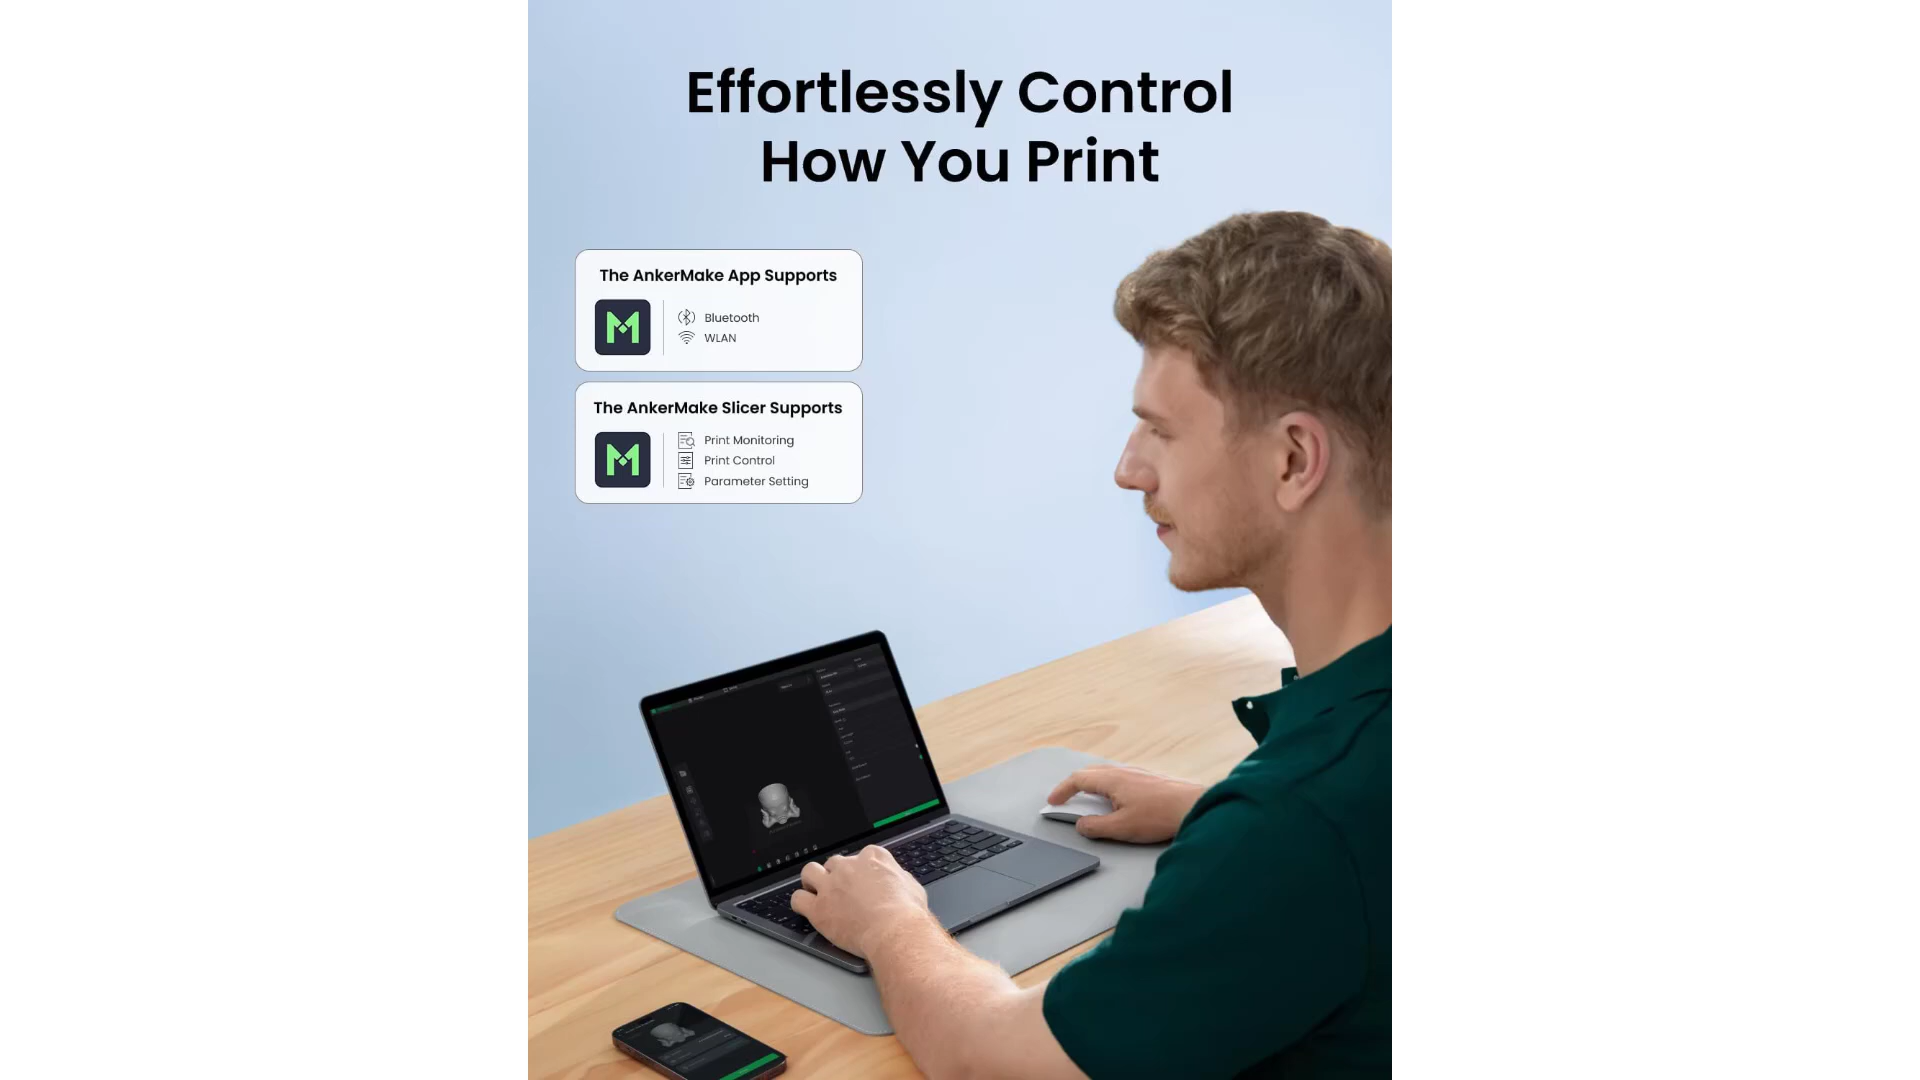 Effortlessly Control
How You Print
The AnkerMake App Supports
Bluetooth
WLAN
The AnkerMake Slicer Supports
Print Monitoring
Print Control
Parameter Setting